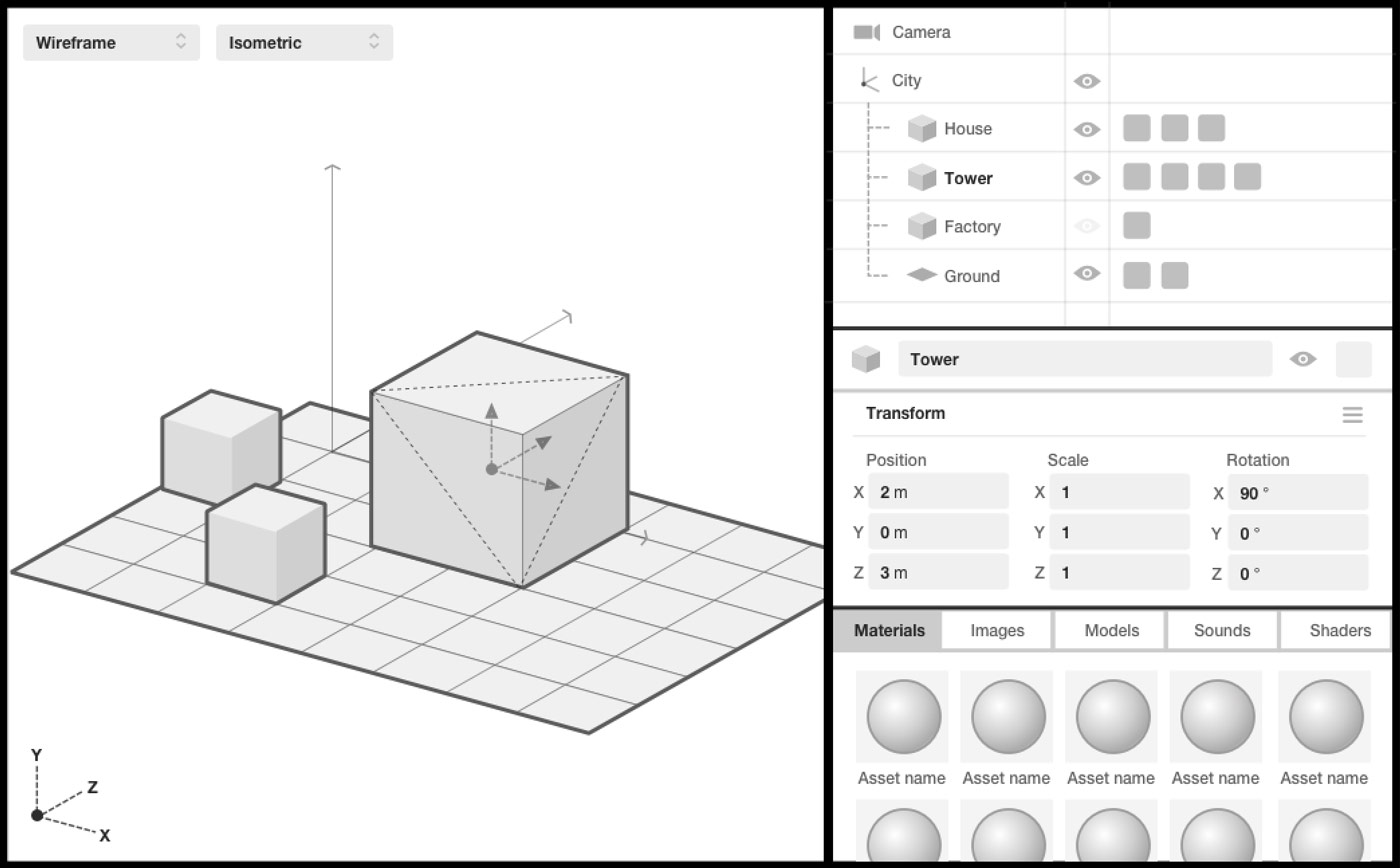 Wireframe
Isometric
Y
Z
X
Camera
City
House
Tower
Factory
Ground
Tower
Transform
Position Scale Rotation
X 2 m X 1 X 90 °
Y 0 m Y 1 Y 0 °
Z 3 m Z 1 Z 0 °
Materials Images Models Sounds Shaders
Asset name Asset name Asset name Asset name Asset name